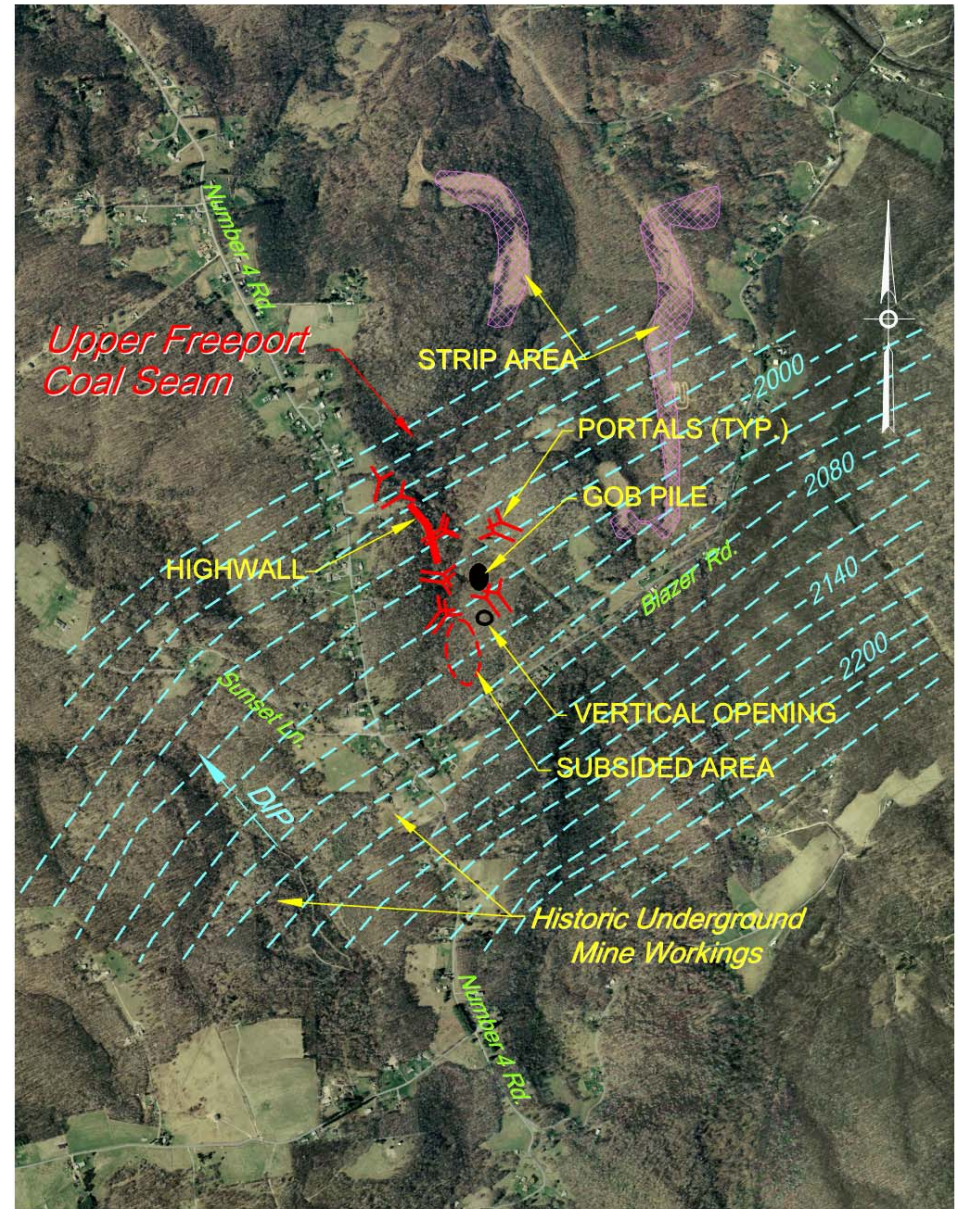 Number 4 Rd.
Upper Freeport
Coal Seam
STRIP AREA
2000
PORTALS (TYP.)
2080
GOB PILE
HIGHWALL
Blazer Rd.
2140
2200
Sunset Ln.
VERTICAL OPENING
SUBSIDED AREA
DIP
Historic Underground
Mine Workings
Number 4 Rd.